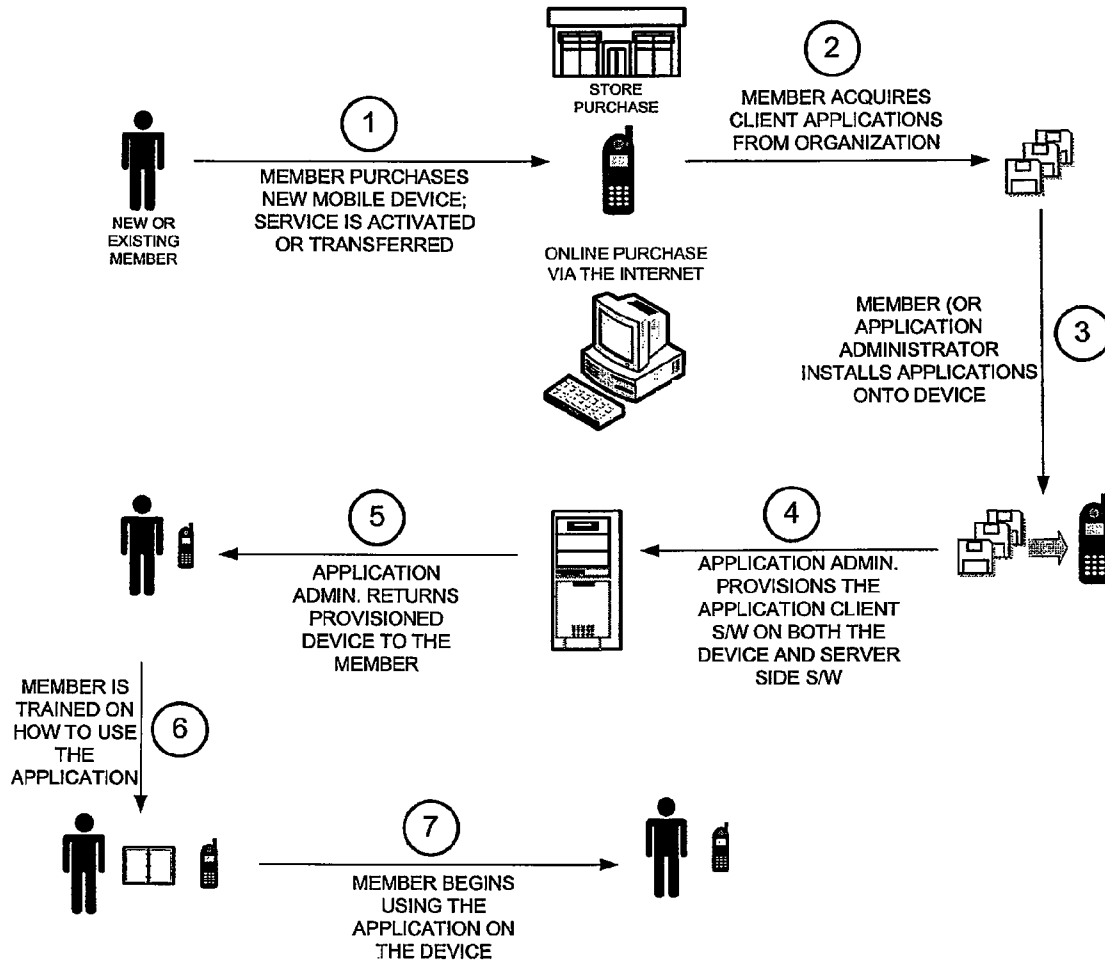 STORE
PURCHASE
1
2
MEMBER ACQUIRES
CLIENT APPLICATIONS
FROM ORGANIZATION
MEMBER PURCHASES
NEW MOBILE DEVICE;
SERVICE IS ACTIVATED
OR TRANSFERRED
NEW OR
EXISTING
MEMBER
ONLINE PURCHASE
VIA THE INTERNET
MEMBER (OR
APPLICATION
ADMINISTRATOR
INSTALLS APPLICATIONS
ONTO DEVICE
3
4
APPLICATION ADMIN.
PROVISIONS THE
APPLICATION CLIENT
S/W ON BOTH THE
DEVICE AND SERVER
SIDE S/W
5
APPLICATION
ADMIN. RETURNS
PROVISIONED
DEVICE TO THE
MEMBER
MEMBER IS
TRAINED ON
HOW TO USE
THE
APPLICATION
6
7
MEMBER BEGINS
USING THE
APPLICATION ON
THE DEVICE